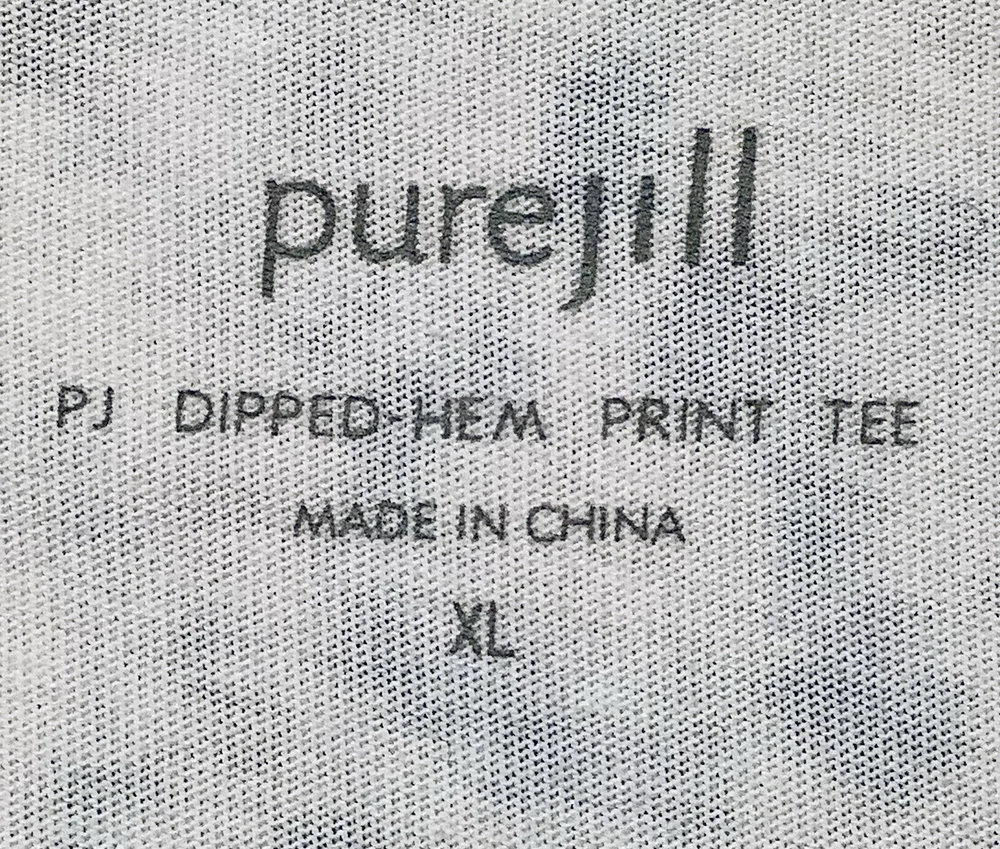 purejill
PJ DIPPED-HEM PRINT TEE
MADE IN CHINA
XL